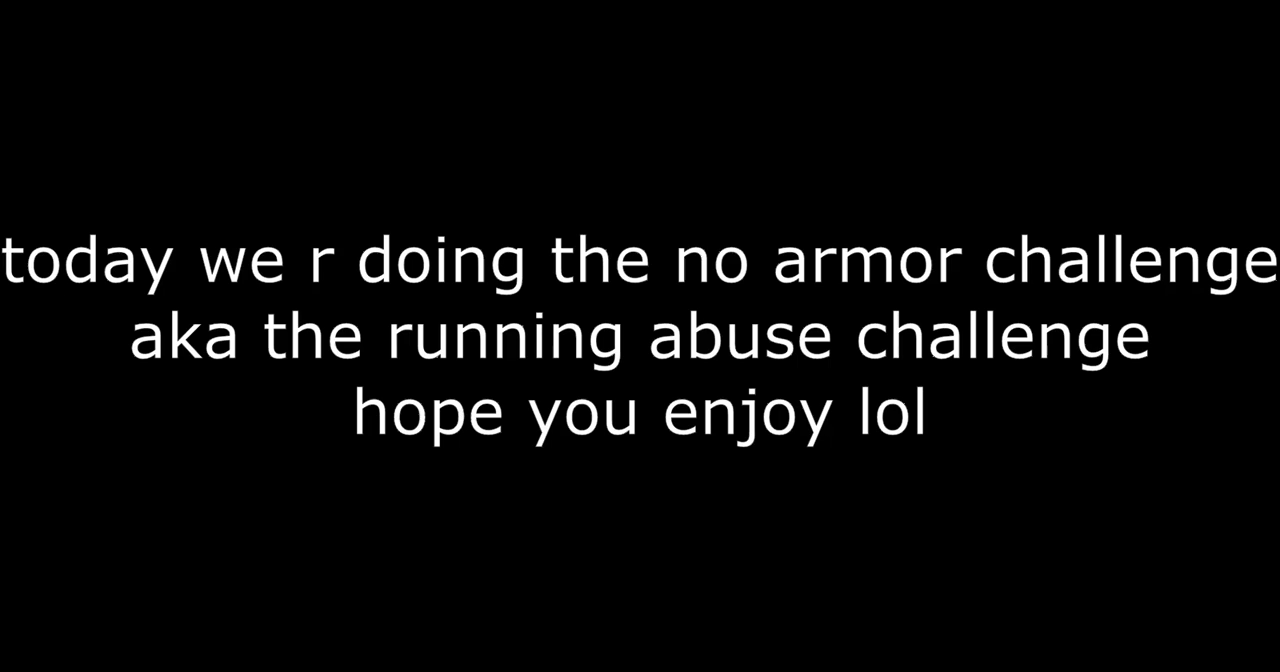 today we r doing the no armor challenge
aka the running abuse challenge
hope you enjoy lol